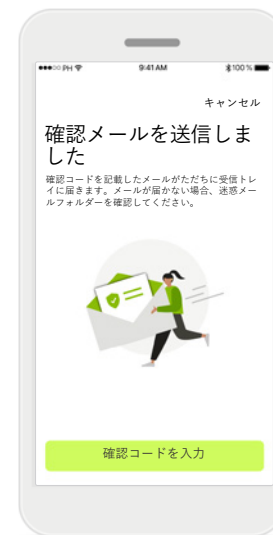 ●●●○○ PH 9:41 AM 100%
キャンセル
確認メールを送信しま
した
確認コードを記載したメールがただちに受信トレ
イに届きます。メールが届かない場合、迷惑メー
ルフォルダーを確認してください。
確認コードを入力